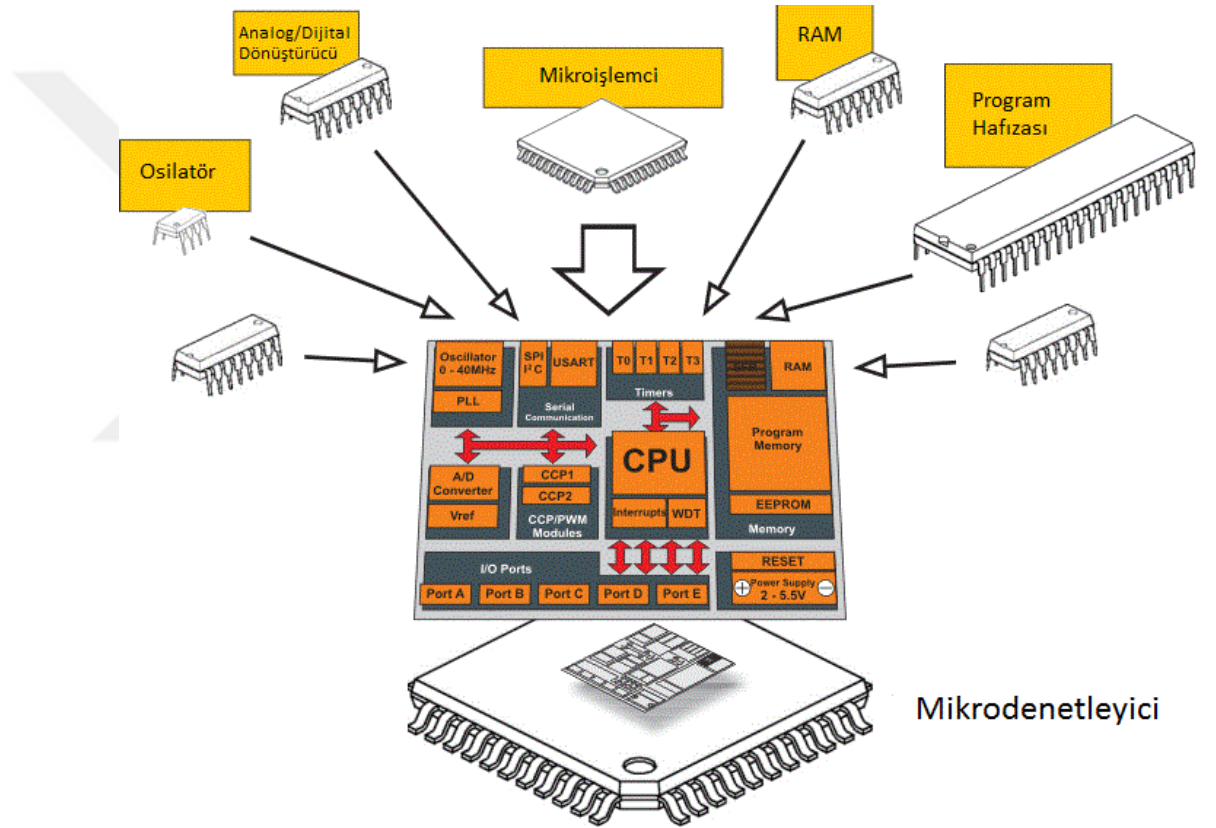 Analog/Dijital
Dönüştürücü
Mikroişlemci
RAM
Program
Hafızası
Osilatör
Oscillator
0 - 40MHz
PLL
SPI
I²C
USART
Serial
Communication
T0 T1 T2 T3
Timers
RAM
Program
Memory
EEPROM
Memory
A/D
Converter
Vref
CCP1
CCP2
CCP/PWM
Modules
CPU
Interrupts
WDT
I/O Ports
Port A Port B Port C Port D Port E
RESET
Power Supply
+ 2 - 5.5V −
Mikrodenetleyici